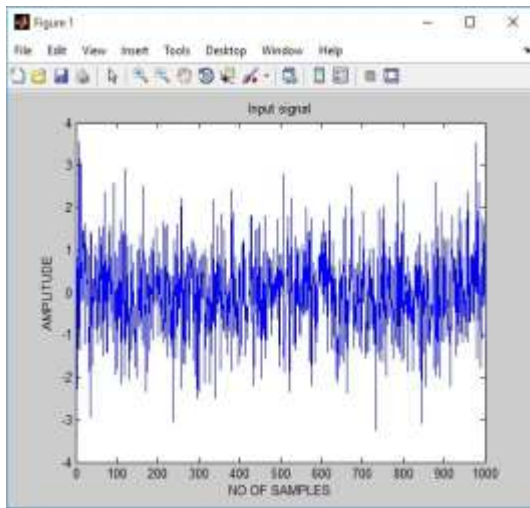 Figure 1
File Edit View Insert Tools Desktop Window Help
Input signal
4
3
2
1
0
-1
-2
-3
-4
AMPLITUDE
0 100 200 300 400 500 600 700 800 900 1000
NO OF SAMPLES